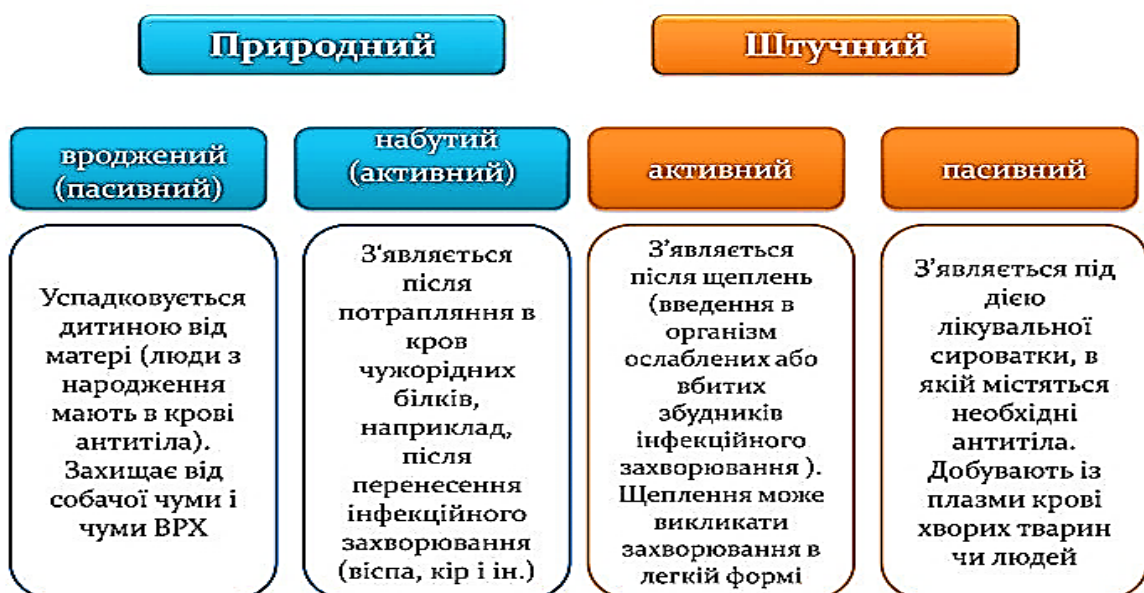 Природний
Штучний
вроджений
(пасивний)
набутий
(активний)
активний
пасивний
Успадковується
дитиною від
матері (люди з
народження
мають в крові
антитіла).
Захищає від
собачої чуми і
чуми ВРХ
З'являється
після
потрапляння в
кров
чужорідних
білків,
наприклад,
після
перенесення
інфекційного
захворювання
(віспа, кір і ін.)
З'являється
після щеплень
(введення в
організм
ослаблених або
вбитих
збудників
інфекційного
захворювання ).
Щеплення може
викликати
захворювання в
легкій формі
З'являється під
дією
лікувальної
сироватки, в
якій містяться
необхідні
антитіла.
Добувають із
плазми крові
хворих тварин
чи людей